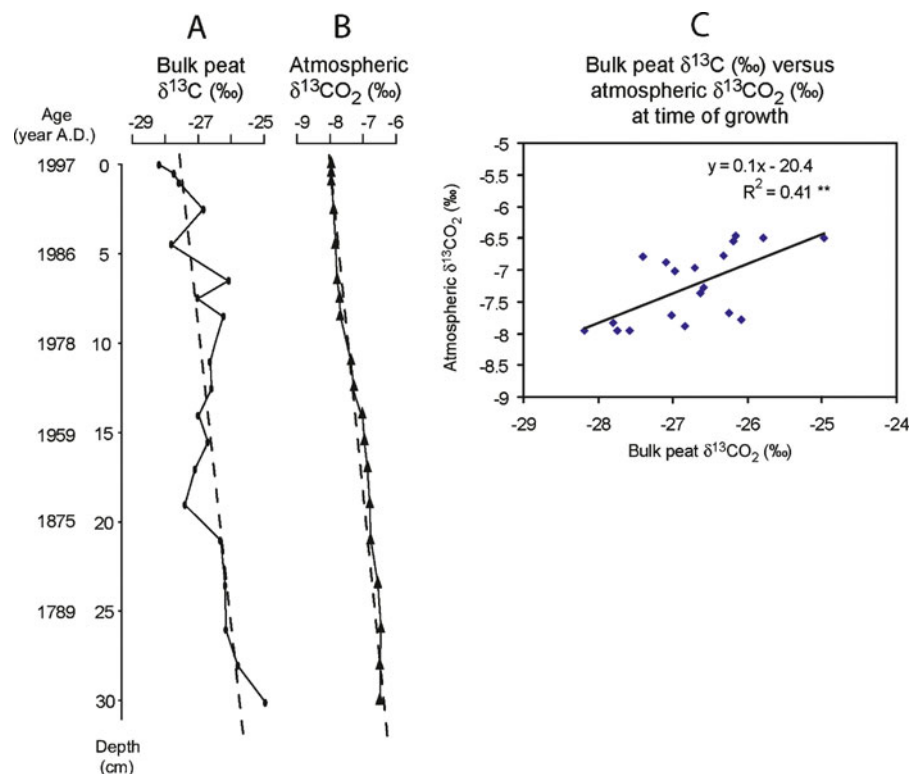 A
Bulk peat
δ13C (‰)
-29 -27 -25
B
Atmospheric
δ13CO2 (‰)
-9 -8 -7 -6
Age
(year A.D.)
1997 0
1986 5
1978 10
1959 15
1875 20
1789 25
30
Depth
(cm)
C
Bulk peat δ13C (‰) versus
atmospheric δ13CO2 (‰)
at time of growth
y = 0.1x - 20.4
R2 = 0.41 **
Atmospheric δ13CO2 (‰)
-5
-5.5
-6
-6.5
-7
-7.5
-8
-8.5
-9
-29 -28 -27 -26 -25 -24
Bulk peat δ13CO2 (‰)